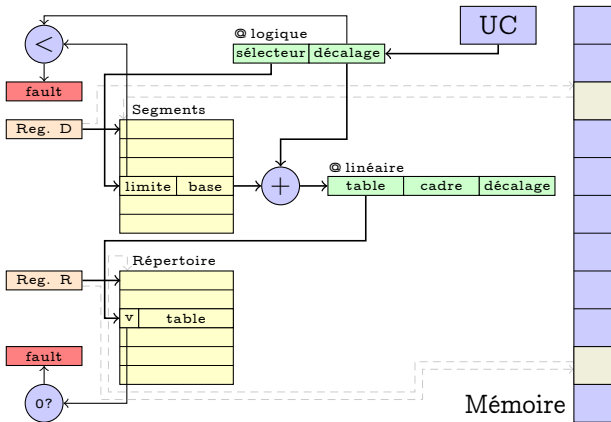 UC
@ logique
<
sélecteur décalage
fault
Segments
Reg. D
@ linéaire
limite base + table cadre décalage
Répertoire
Reg. R
v table
fault
0?
Mémoire